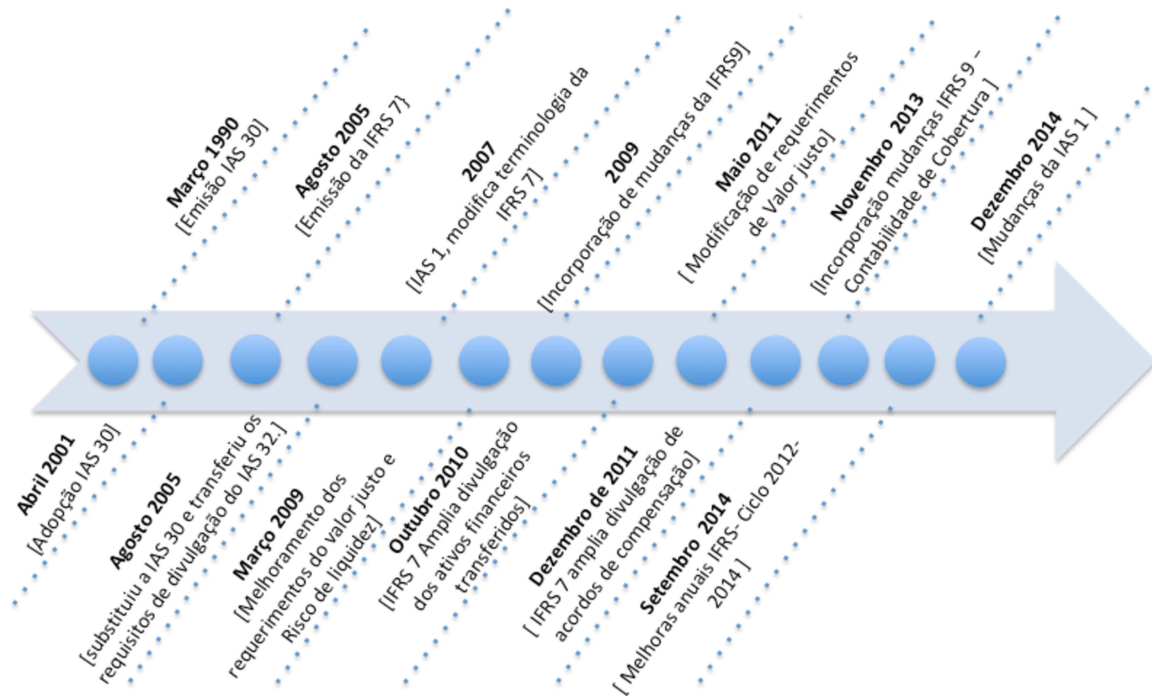 Março 1990
[Emisão IAS 30]
Agosto 2005
[Emissão da IFRS 7}
2007
[IAS 1, modifica terminologia da
IFRS 7]
2009
[Incorporação de mudanças da IFRS9]
Maio 2011
[ Modificação de requerimentos
de Valor justo]
Novembro 2013
[Incorporação mudanças IFRS 9 –
Contabilidade de Cobertura ]
Dezembro 2014
[Mudanças da IAS 1 ]
Abril 2001
[Adopção IAS 30]
Agosto 2005
[substituiu a IAS 30 e transferiu os
requisitos de divulgação do IAS 32.]
Março 2009
[Melhoramento dos
requerimentos do valor justo e
Risco de liquidez]
Outubro 2010
[IFRS 7 Amplia divulgação
dos ativos financeiros
transferidos]
Dezembro de 2011
[ IFRS 7 amplia divulgação de
acordos de compensação]
Setembro 2014
[ Melhoras anuais IFRS- Ciclo 2012-
2014 ]